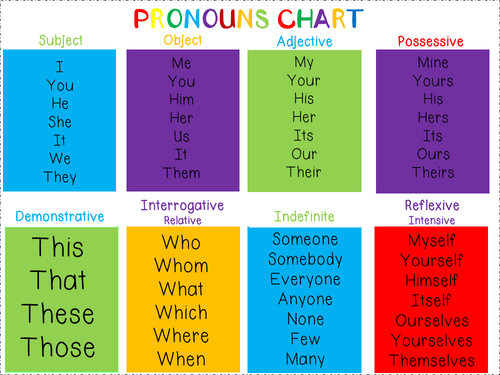 PRONOUNS CHART
Subject
I
You
He
She
It
We
They
Object
Me
You
Him
Her
Us
It
Them
Adjective
My
Your
His
Her
Its
Our
Their
Possessive
Mine
Yours
His
Hers
Its
Ours
Theirs
Demonstrative
This
That
These
Those
Interrogative
Relative
Who
Whom
What
Which
Where
When
Indefinite
Someone
Somebody
Everyone
Anyone
None
Few
Many
Reflexive
Intensive
Myself
Yourself
Himself
Itself
Ourselves
Yourselves
Themselves